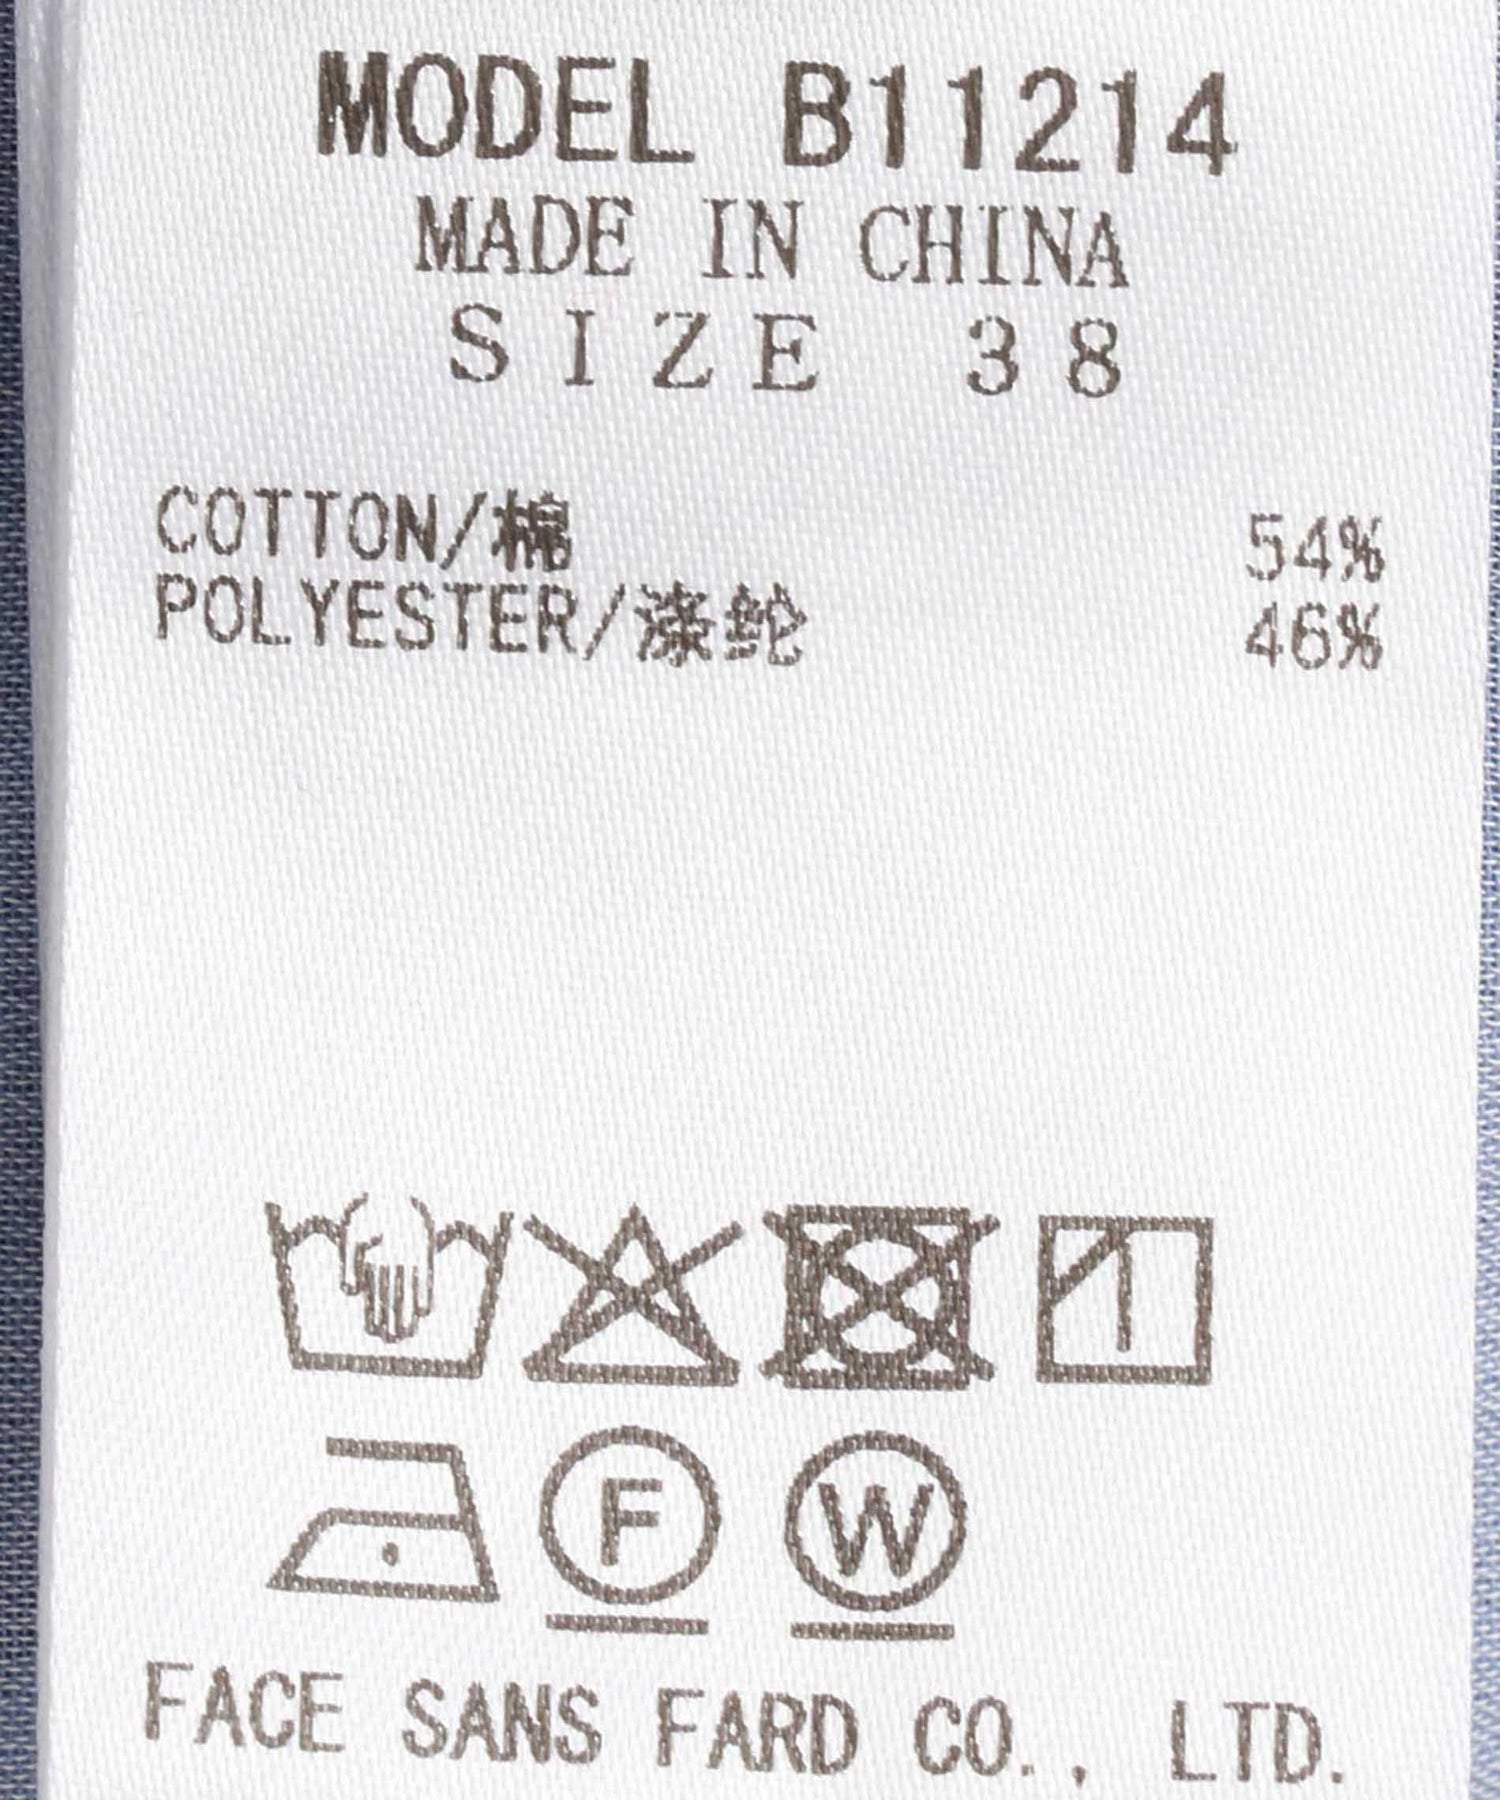 MODEL B11214
MADE IN CHINA
SIZE 38
COTTON/棉 54%
POLYESTER/涤纶 46%
F W
FACE SANS FARD CO., LTD.